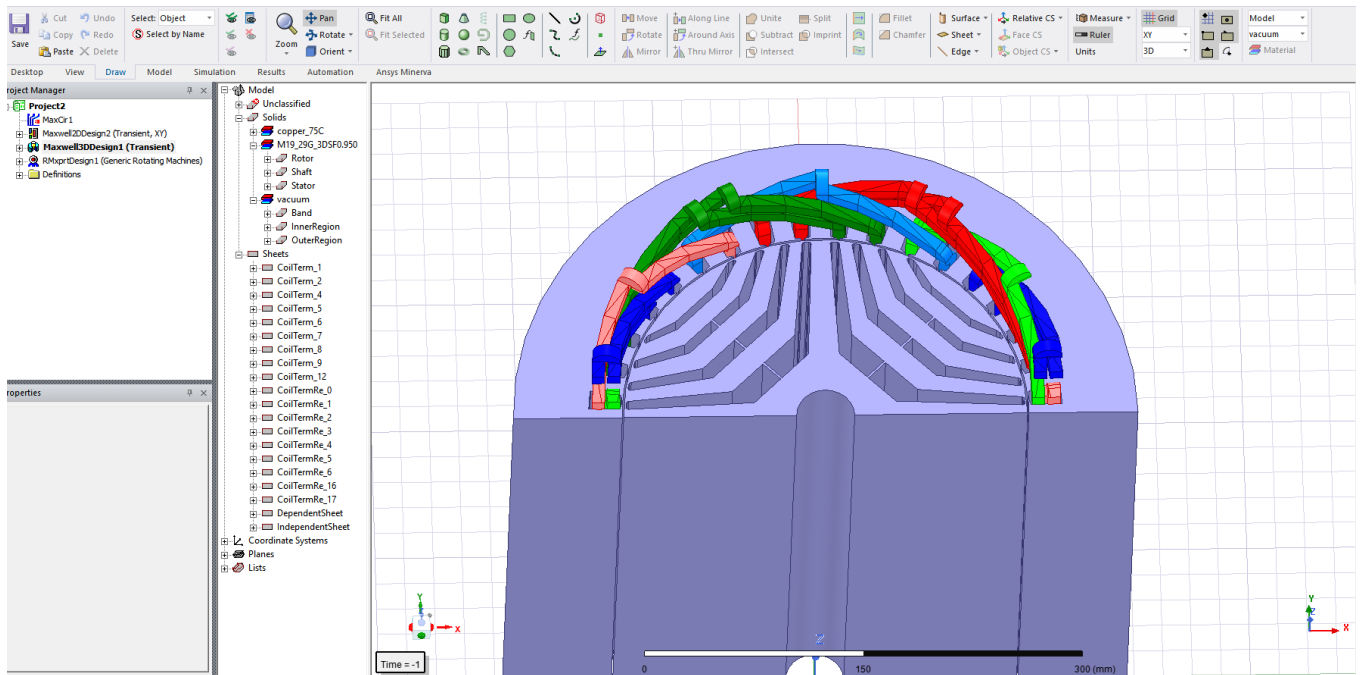 Cut Undo Select: Object Fit All Move Along Line Unite Split Fillet Surface Relative CS Measure Grid Model
Save Copy Redo Select by Name Zoom Pan Rotate Orient Fit Selected Rotate Around Axis Subtract Imprint Chamfer Sheet Face CS Ruler XY vacuum
Paste Delete Mirror Thru Mirror Intersect Edge Object CS Units 3D Material
Desktop View Draw Model Simulation Results Automation Ansys Minerva
roject Manager
Project2
MaxCir1
Maxwell2DDesign2 (Transient, XY)
Maxwell3DDesign1 (Transient)
RMxprtDesign1 (Generic Rotating Machines)
Definitions
roperties
Model
Unclassified
Solids
copper_75C
M19_29G_3DSF0.950
Rotor
Shaft
Stator
vacuum
Band
InnerRegion
OuterRegion
Sheets
CoilTerm_1
CoilTerm_2
CoilTerm_4
CoilTerm_5
CoilTerm_6
CoilTerm_7
CoilTerm_8
CoilTerm_9
CoilTerm_12
CoilTermRe_0
CoilTermRe_1
CoilTermRe_2
CoilTermRe_3
CoilTermRe_4
CoilTermRe_5
CoilTermRe_6
CoilTermRe_16
CoilTermRe_17
DependentSheet
IndependentSheet
Coordinate Systems
Planes
Lists
Y
X
Z
Y
Z
X
Time = -1
0 150 300 (mm)